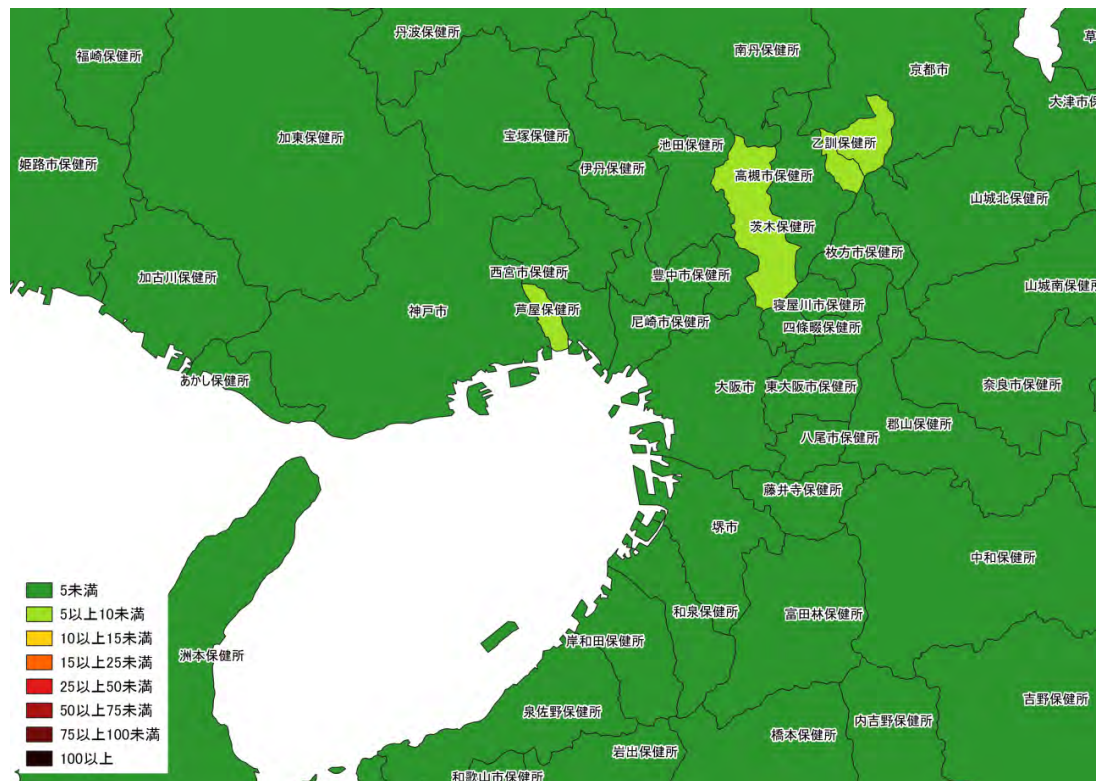 丹波保健所
南丹保健所
福崎保健所
京都市
大津市保
加東保健所
宝塚保健所
池田保健所
乙訓保健所
姫路市保健所
伊丹保健所
高槻市保健所
山城北保健所
茨木保健所
枚方市保健所
加古川保健所
西宮市保健所
豊中市保健所
山城南保健所
神戸市
芦屋保健所
尼崎市保健所
寝屋川市保健所
四條畷保健所
あかし保健所
大阪市
東大阪市保健所
奈良市保健所
郡山保健所
八尾市保健所
藤井寺保健所
堺市
中和保健所
和泉保健所
富田林保健所
岸和田保健所
洲本保健所
吉野保健所
泉佐野保健所
内吉野保健所
橋本保健所
岩出保健所
和歌山市保健所
5未満
5以上10未満
10以上15未満
15以上25未満
25以上50未満
50以上75未満
75以上100未満
100以上